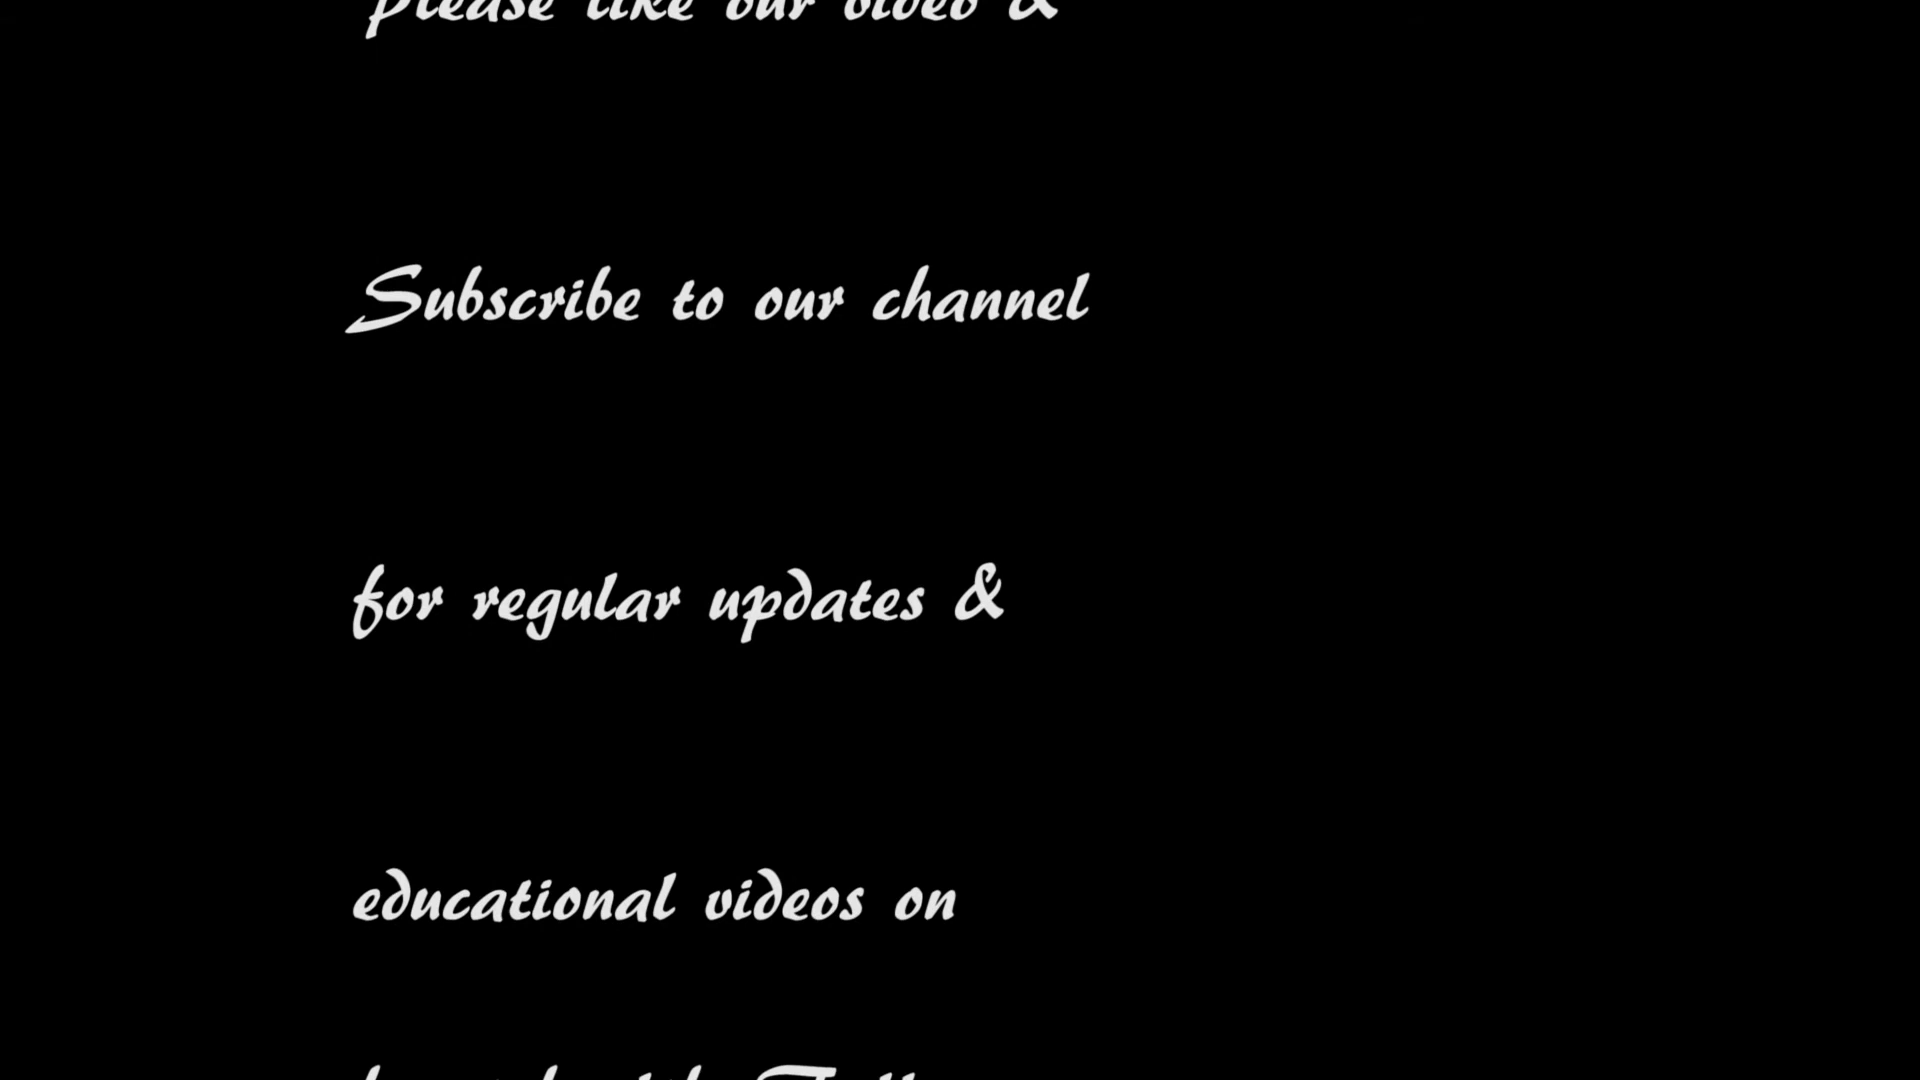 please like our video &
Subscribe to our channel
for regular updates &
educational videos on